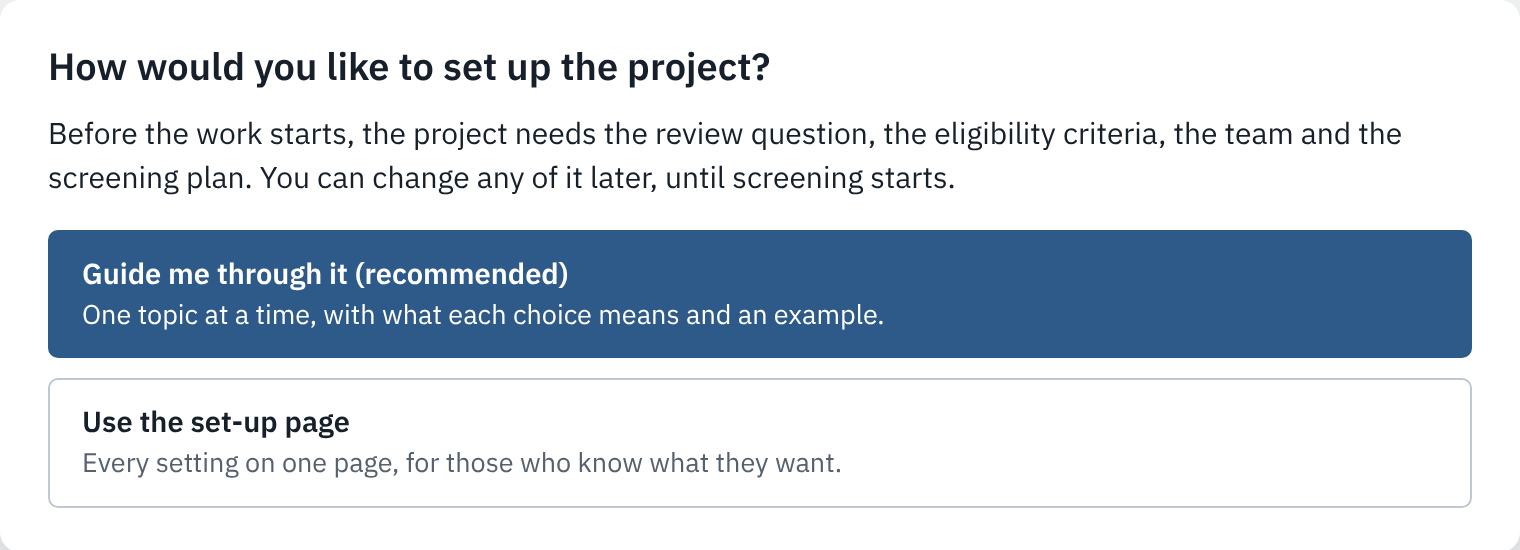 How would you like to set up the project?
Before the work starts, the project needs the review question, the eligibility criteria, the team and the
screening plan. You can change any of it later, until screening starts.
Guide me through it (recommended)
One topic at a time, with what each choice means and an example.
Use the set-up page
Every setting on one page, for those who know what they want.